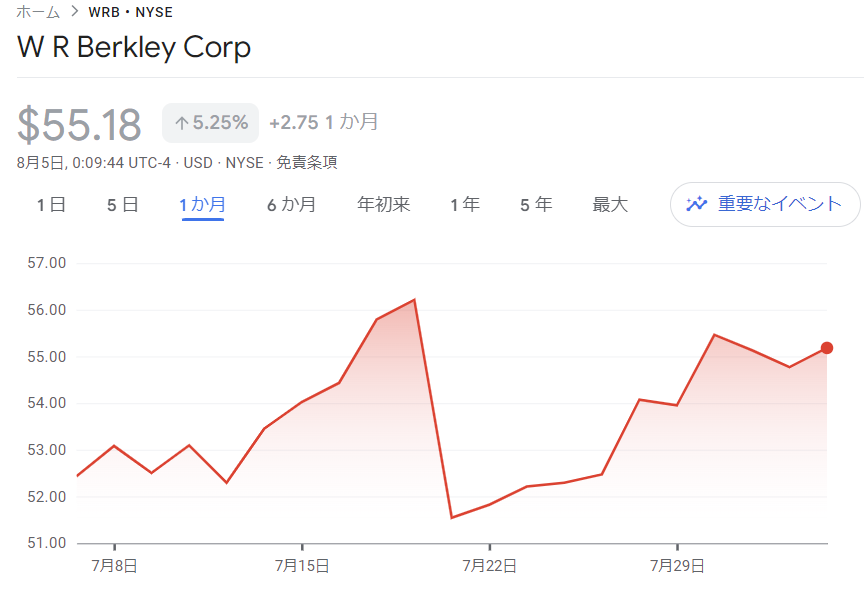 ホーム > WRB • NYSE
W R Berkley Corp
$55.18 ↑5.25% +2.75 1 か月
8月5日, 0:09:44 UTC-4 · USD · NYSE · 免責条項
1 日 5 日 1 か月 6 か月 年初来 1 年 5 年 最大 重要なイベント
57.00
56.00
55.00
54.00
53.00
52.00
51.00
7月8日 7月15日 7月22日 7月29日